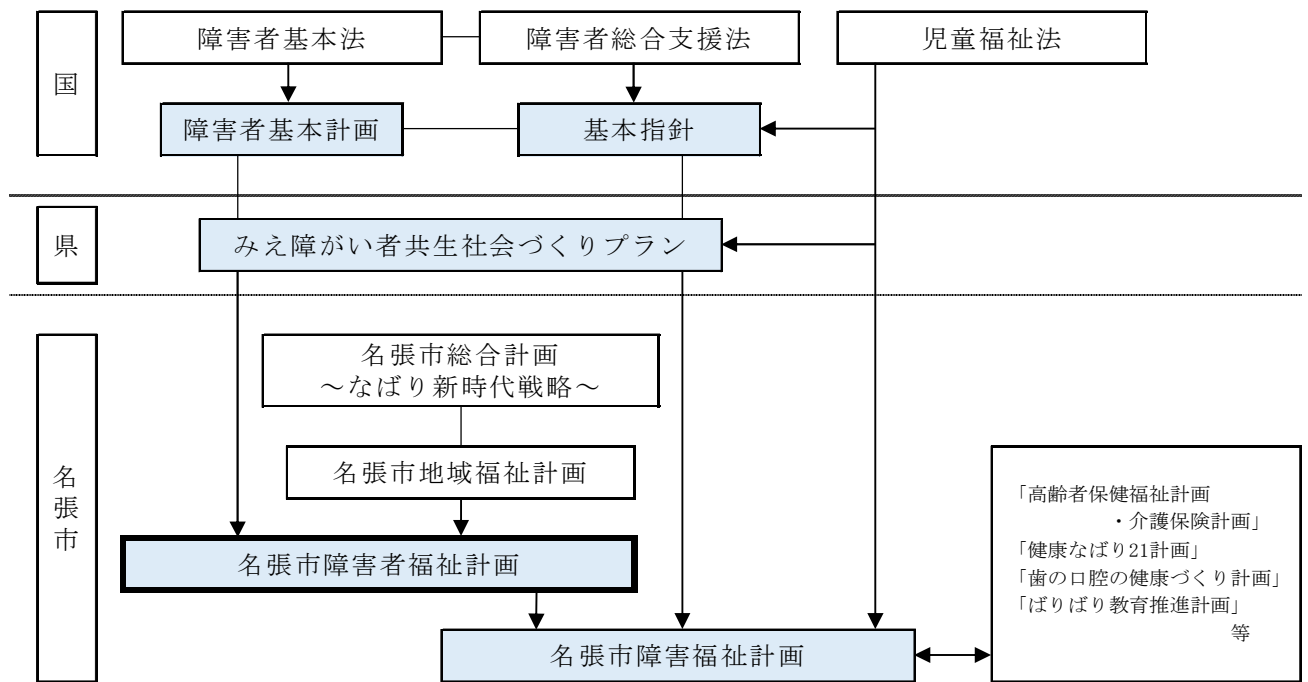 国
障害者基本法
障害者総合支援法
児童福祉法
障害者基本計画
基本指針
県
みえ障がい者共生社会づくりプラン
名張市
名張市総合計画
～なばり新時代戦略～
名張市地域福祉計画
名張市障害者福祉計画
名張市障害福祉計画
「高齢者保健福祉計画
・介護保険計画」
「健康なばり21計画」
「歯の口腔の健康づくり計画」
「ばりばり教育推進計画」
等